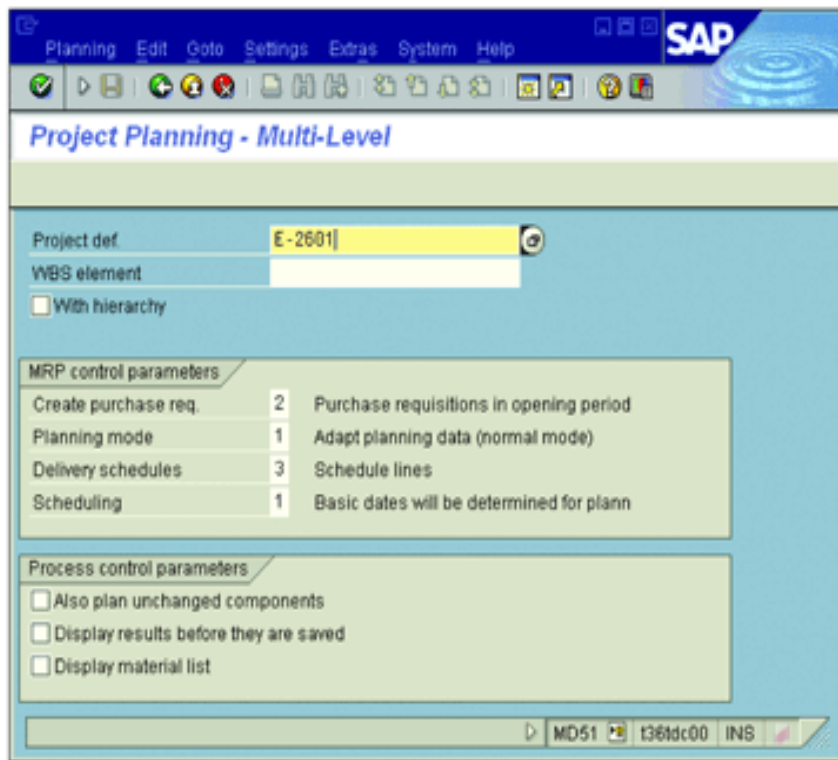 Planning Edit Goto Settings Extras System Help
SAP
Project Planning - Multi-Level
Project def. E-2601
WBS element
With hierarchy
MRP control parameters
Create purchase req. 2 Purchase requisitions in opening period
Planning mode 1 Adapt planning data (normal mode)
Delivery schedules 3 Schedule lines
Scheduling 1 Basic dates will be determined for plann
Process control parameters
Also plan unchanged components
Display results before they are saved
Display material list
MD51 t36tdc00 INS